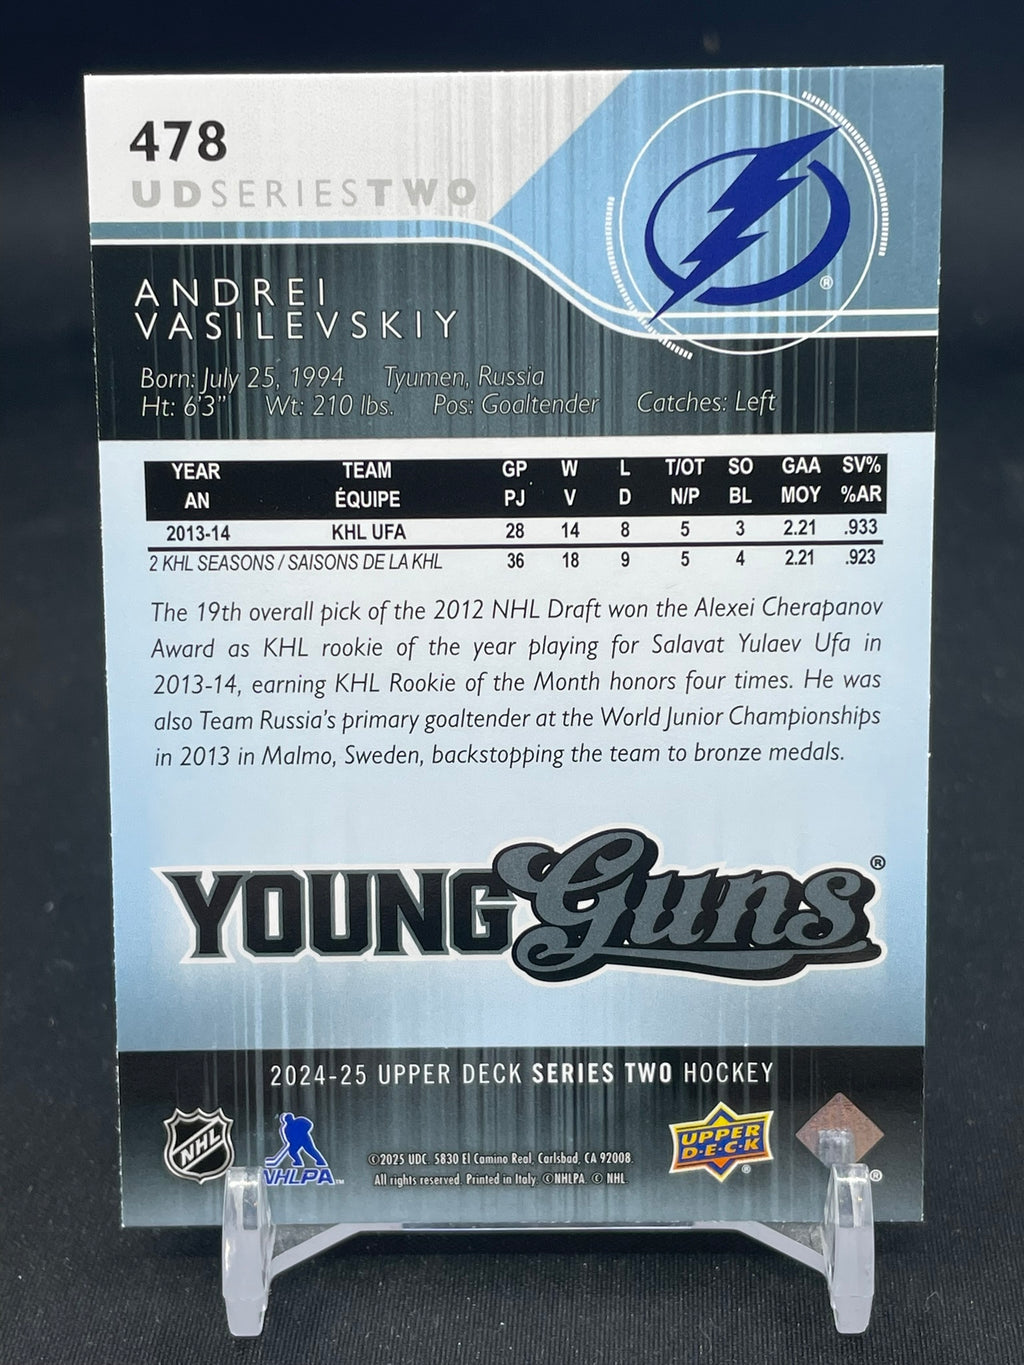 478
UD SERIES TWO
®
ANDREI
VASILEVSKIY
Born: July 25, 1994 Tyumen, Russia
Ht: 6'3" Wt: 210 lbs. Pos: Goaltender Catches: Left
YEAR TEAM GP W L T/OT SO GAA SV%
AN ÉQUIPE PJ V D N/P BL MOY %AR
2013-14 KHL UFA 28 14 8 5 3 2.21 .933
2 KHL SEASONS / SAISONS DE LA KHL 36 18 9 5 4 2.21 .923
The 19th overall pick of the 2012 NHL Draft won the Alexei Cherapanov
Award as KHL rookie of the year playing for Salavat Yulaev Ufa in
2013-14, earning KHL Rookie of the Month honors four times. He was
also Team Russia's primary goaltender at the World Junior Championships
in 2013 in Malmo, Sweden, backstopping the team to bronze medals.
YOUNG Guns ®
2024-25 UPPER DECK SERIES TWO HOCKEY
NHL
NHLPA™
©2025 UDC. 5830 El Camino Real, Carlsbad, CA 92008.
All rights reserved. Printed in Italy. ©NHLPA. © NHL.
UPPER
D·E·C·K
®
®